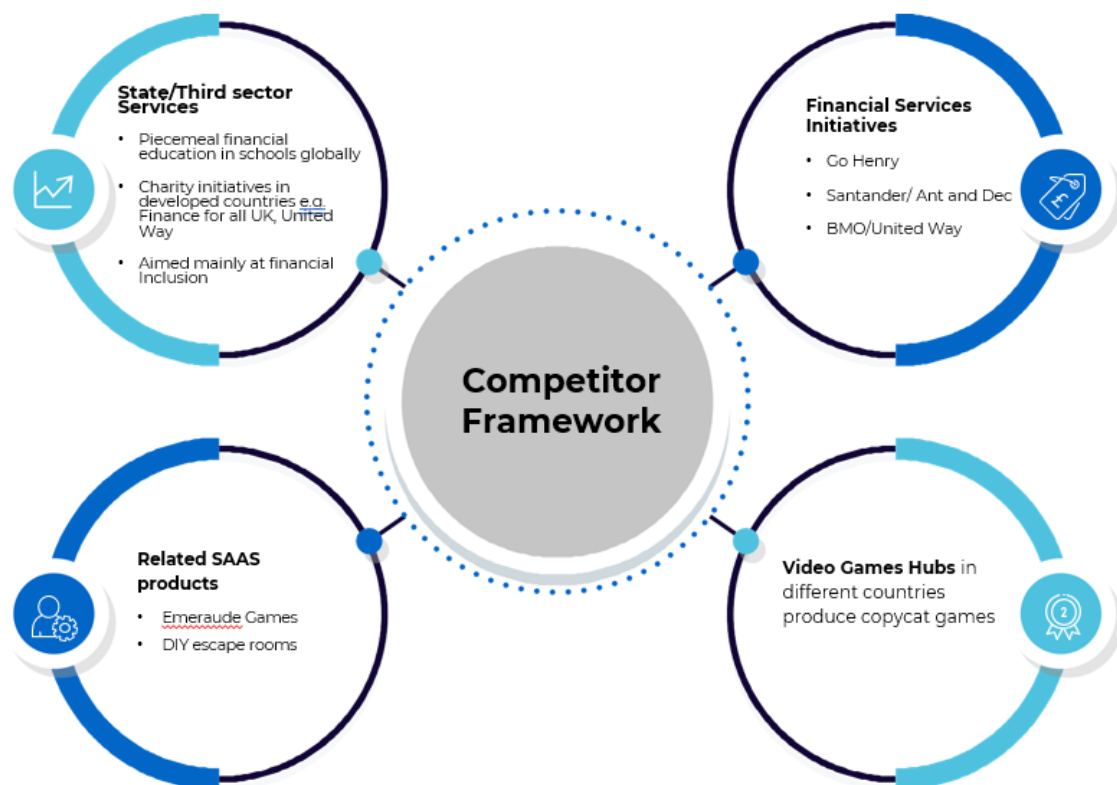 State/Third sector
Services
• Piecemeal financial
education in schools globally
• Charity initiatives in
developed countries e.g.
Finance for all UK, United
Way
• Aimed mainly at financial
Inclusion
Financial Services
Initiatives
• Go Henry
• Santander/ Ant and Dec
• BMO/United Way
£
Competitor
Framework
Related SAAS
products
• Emeraude Games
• DIY escape rooms
Video Games Hubs in
different countries
produce copycat games
2